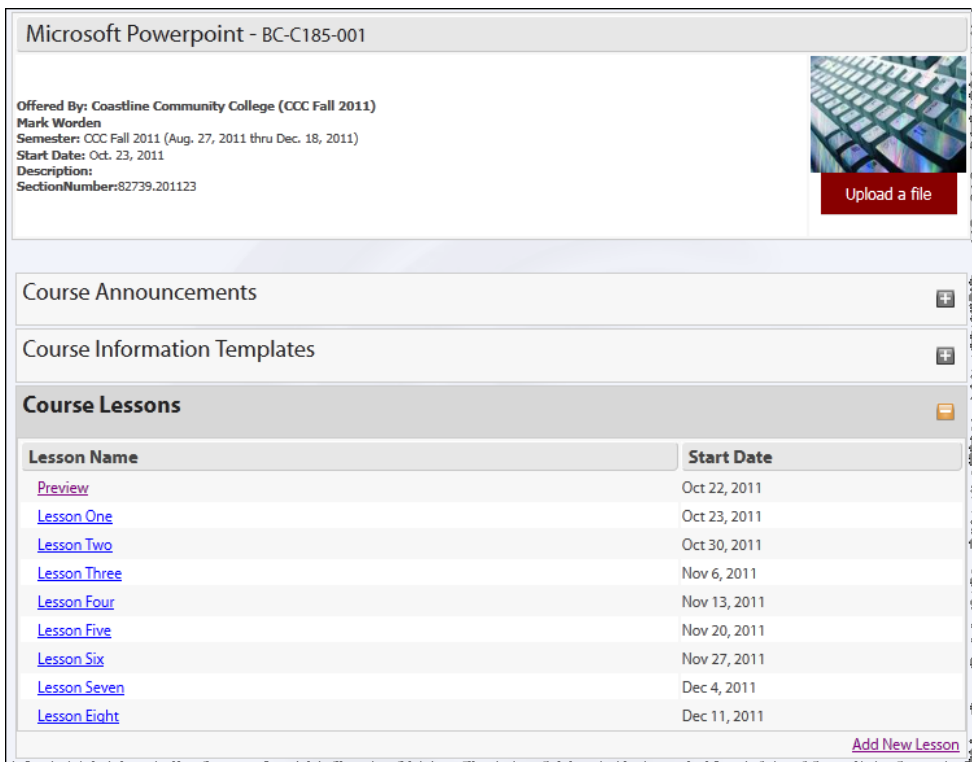 Microsoft Powerpoint - BC-C185-001
Offered By: Coastline Community College (CCC Fall 2011)
Mark Worden
Semester: CCC Fall 2011 (Aug. 27, 2011 thru Dec. 18, 2011)
Start Date: Oct. 23, 2011
Description:
SectionNumber:82739.201123
Upload a file
Course Announcements
Course Information Templates
Course Lessons
Lesson Name Start Date
Preview Oct 22, 2011
Lesson One Oct 23, 2011
Lesson Two Oct 30, 2011
Lesson Three Nov 6, 2011
Lesson Four Nov 13, 2011
Lesson Five Nov 20, 2011
Lesson Six Nov 27, 2011
Lesson Seven Dec 4, 2011
Lesson Eight Dec 11, 2011
Add New Lesson